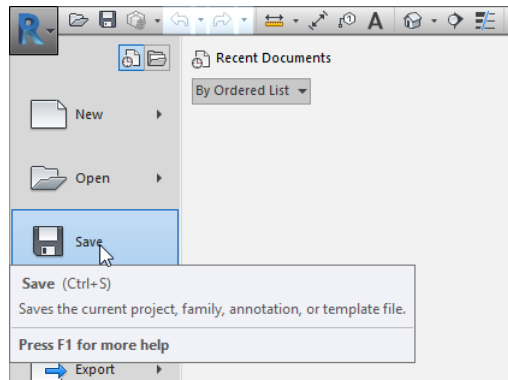 R
A
Recent Documents
By Ordered List
New
Open
Save
Save (Ctrl+S)
Saves the current project, family, annotation, or template file.
Press F1 for more help
Export